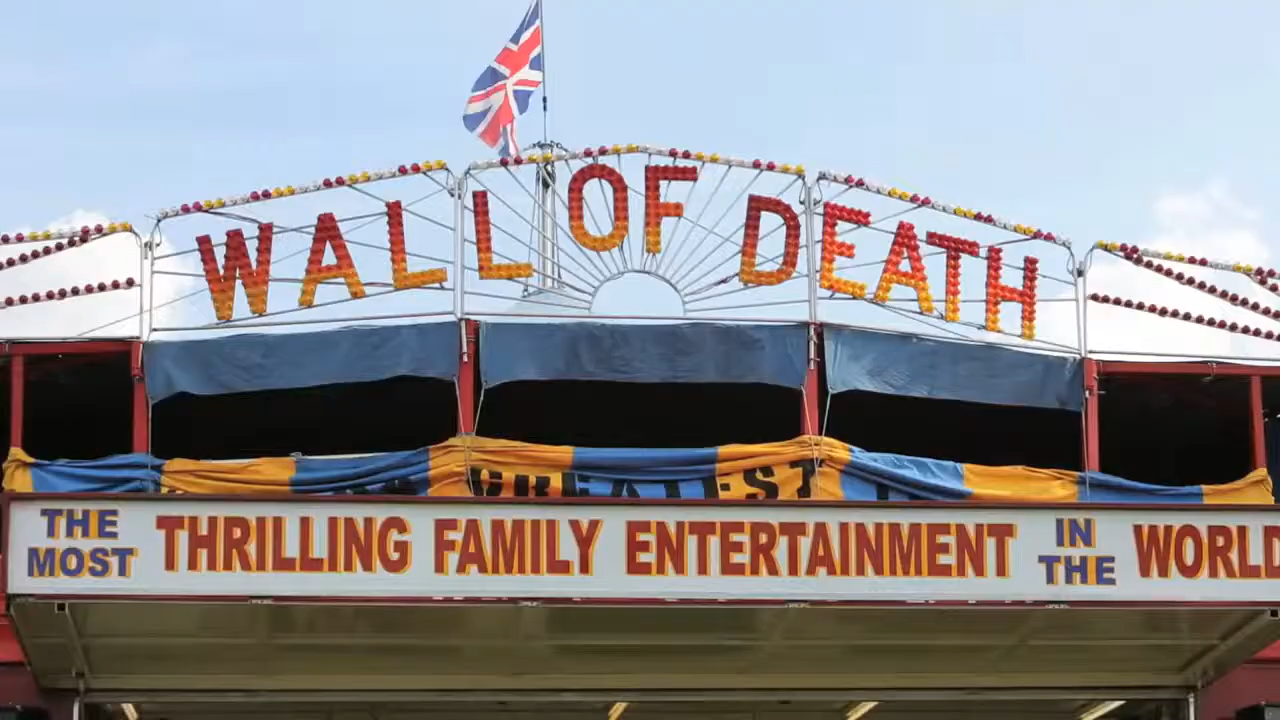 WALL OF DEATH
GREATEST
THE MOST THRILLING FAMILY ENTERTAINMENT IN THE WORLD